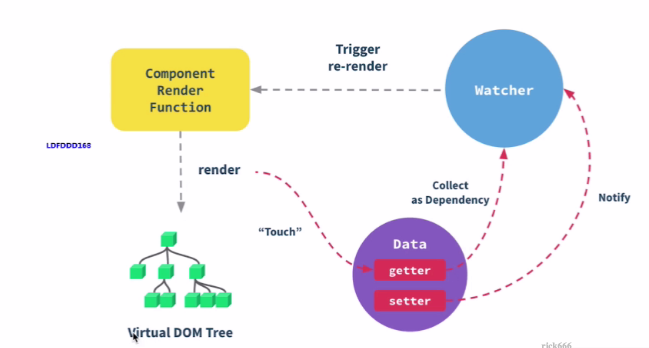 Trigger
re-render
Component
Render
Function
Watcher
LDFDDD168
render
Collect
as Dependency
Notify
“Touch”
Data
getter
setter
Virtual DOM Tree
rick666